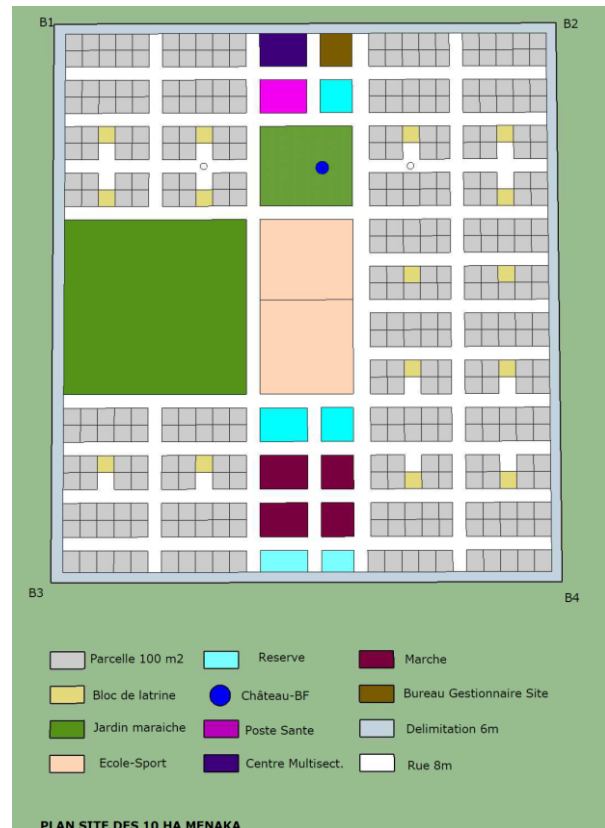 B1 B2
B3 B4
Parcelle 100 m2 Reserve Marche
Bloc de latrine Château-BF Bureau Gestionnaire Site
Jardin maraiche Poste Sante Delimitation 6m
Ecole-Sport Centre Multisect. Rue 8m
PLAN SITE DES 10 HA MENAKA